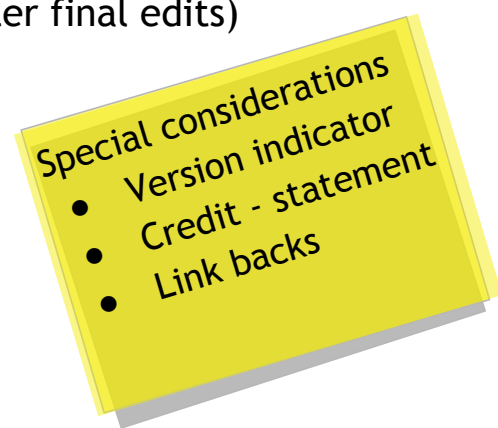 er final edits)
Special considerations
● Version indicator
● Credit - statement
● Link backs